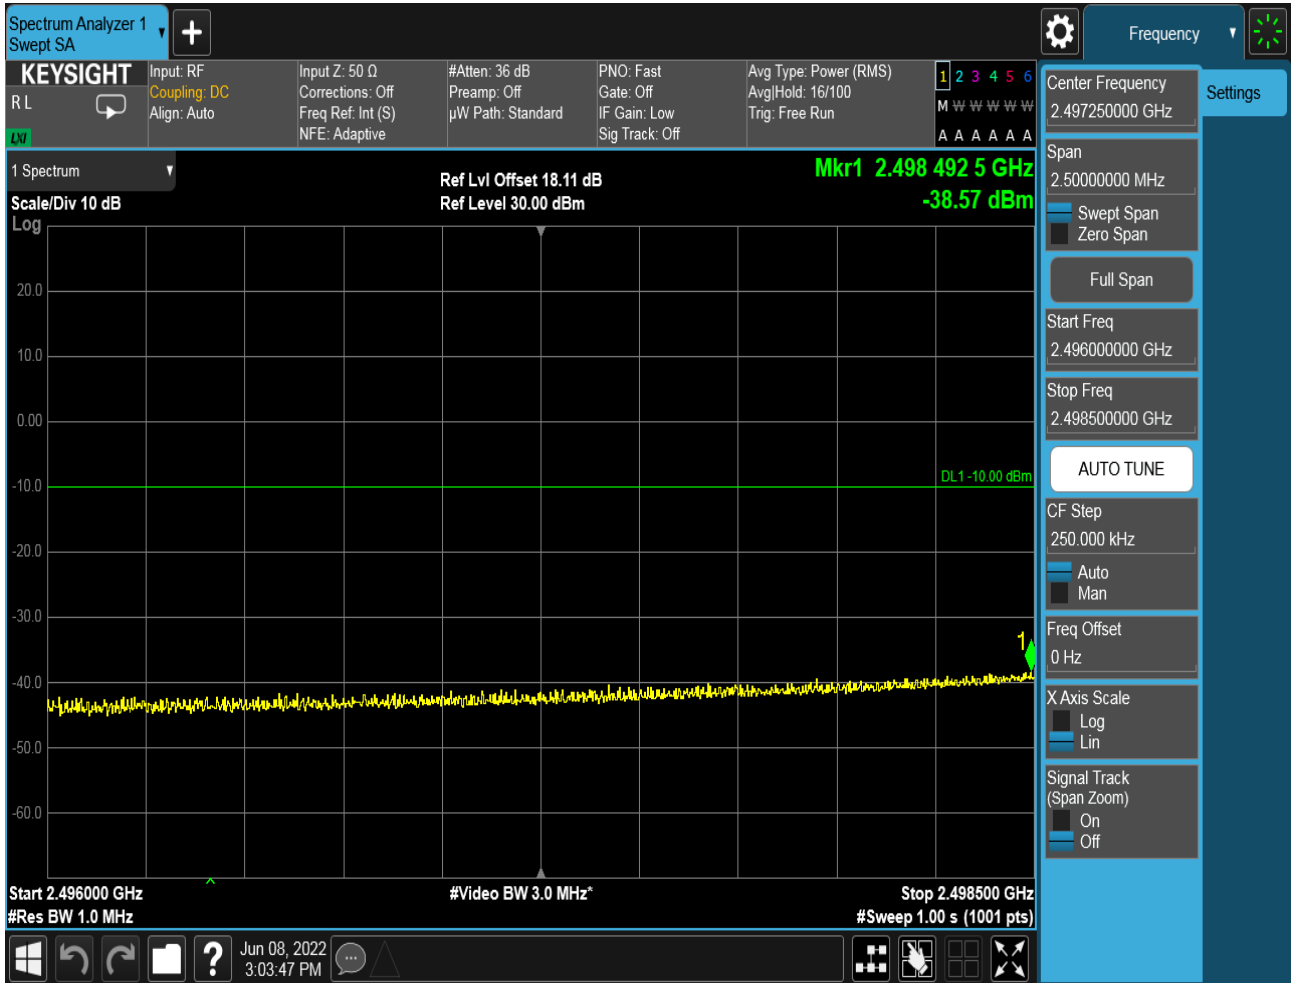 Spectrum Analyzer 1
Swept SA
Frequency
KEYSIGHT
R L
LXI
Input: RF
Coupling: DC
Align: Auto
Input Z: 50 Ω
Corrections: Off
Freq Ref: Int (S)
NFE: Adaptive
#Atten: 36 dB
Preamp: Off
µW Path: Standard
PNO: Fast
Gate: Off
IF Gain: Low
Sig Track: Off
Avg Type: Power (RMS)
Avg|Hold: 16/100
Trig: Free Run
1 2 3 4 5 6
M W W W W W
A A A A A A
1 Spectrum
Scale/Div 10 dB
Log
Ref Lvl Offset 18.11 dB
Ref Level 30.00 dBm
Mkr1 2.498 492 5 GHz
-38.57 dBm
20.0
10.0
0.00
-10.0
-20.0
-30.0
-40.0
-50.0
-60.0
DL1 -10.00 dBm
1
Start 2.496000 GHz
#Res BW 1.0 MHz
#Video BW 3.0 MHz*
Stop 2.498500 GHz
#Sweep 1.00 s (1001 pts)
Jun 08, 2022
3:03:47 PM
Center Frequency
2.497250000 GHz
Span
2.50000000 MHz
Swept Span
Zero Span
Full Span
Start Freq
2.496000000 GHz
Stop Freq
2.498500000 GHz
AUTO TUNE
CF Step
250.000 kHz
Auto
Man
Freq Offset
0 Hz
X Axis Scale
Log
Lin
Signal Track
(Span Zoom)
On
Off
Settings